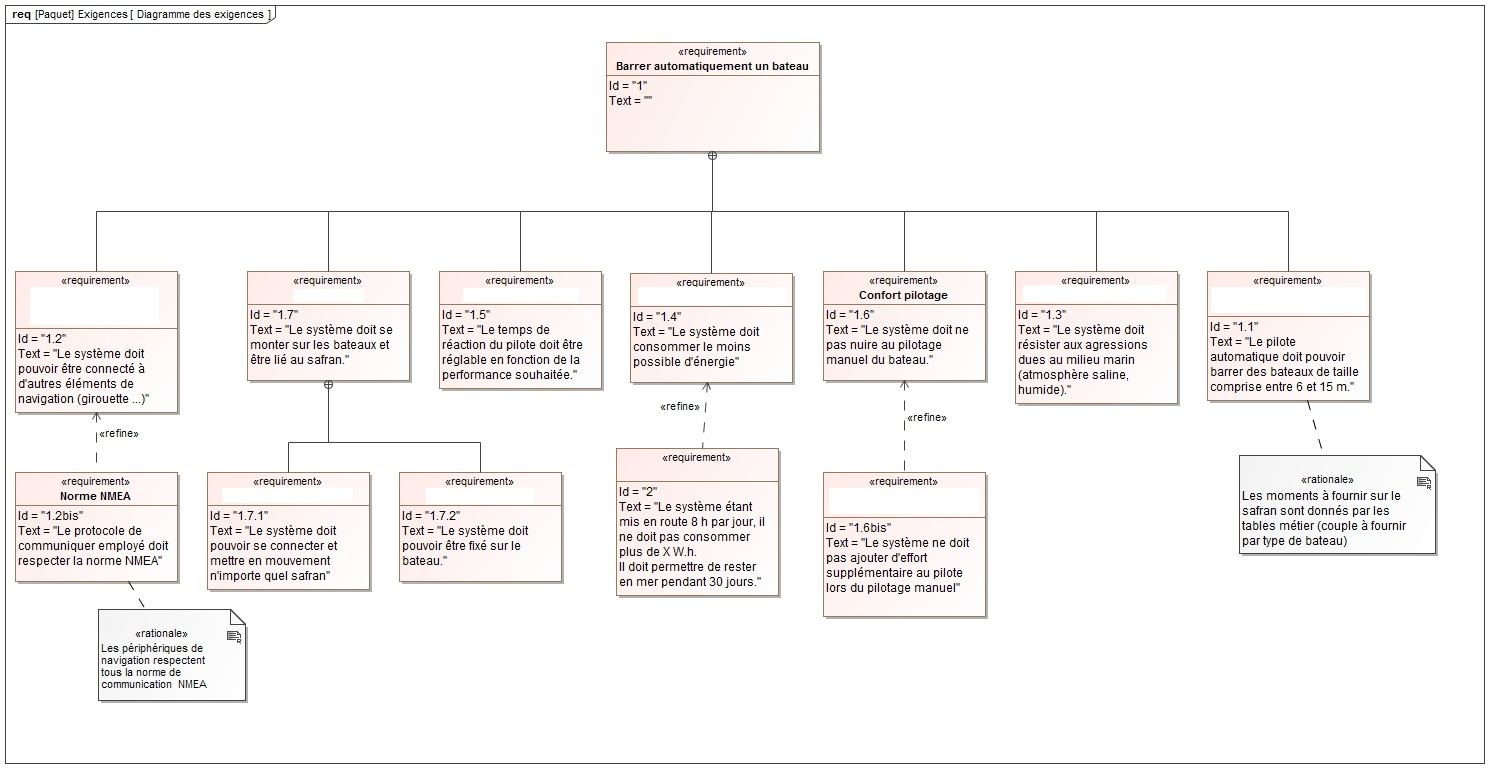 req [Paquet] Exigences [ Diagramme des exigences ]
«requirement»
Barrer automatiquement un bateau
Id = "1"
Text = ""
«requirement»
Id = "1.2"
Text = "Le système doit
pouvoir être connecté à
d'autres éléments de
navigation (girouette ...)"
«requirement»
Id = "1.7"
Text = "Le système doit se
monter sur les bateaux et
être lié au safran."
«requirement»
Id = "1.5"
Text = "Le temps de
réaction du pilote doit être
réglable en fonction de la
performance souhaitée."
«requirement»
Id = "1.4"
Text = "Le système doit
consommer le moins
possible d'énergie"
«requirement»
Confort pilotage
Id = "1.6"
Text = "Le système doit ne
pas nuire au pilotage
manuel du bateau."
«requirement»
Id = "1.3"
Text = "Le système doit
résister aux agressions
dues au milieu marin
(atmosphère saline,
humide)."
«requirement»
Id = "1.1"
Text = "Le pilote
automatique doit pouvoir
barrer des bateaux de taille
comprise entre 6 et 15 m."
«refine»
«refine»
«refine»
«requirement»
Norme NMEA
Id = "1.2bis"
Text = "Le protocole de
communiquer employé doit
respecter la norme NMEA"
«requirement»
Id = "1.7.1"
Text = "Le système doit
pouvoir se connecter et
mettre en mouvement
n'importe quel safran"
«requirement»
Id = "1.7.2"
Text = "Le système doit
pouvoir être fixé sur le
bateau."
«requirement»
Id = "2"
Text = "Le système étant
mis en route 8 h par jour, il
ne doit pas consommer
plus de X W.h.
Il doit permettre de rester
en mer pendant 30 jours."
«requirement»
Id = "1.6bis"
Text = "Le système ne doit
pas ajouter d'effort
supplémentaire au pilote
lors du pilotage manuel"
«rationale»
Les moments à fournir sur le
safran sont donnés par les
tables métier (couple à fournir
par type de bateau)
«rationale»
Les périphériques de
navigation respectent
tous la norme de
communication NMEA